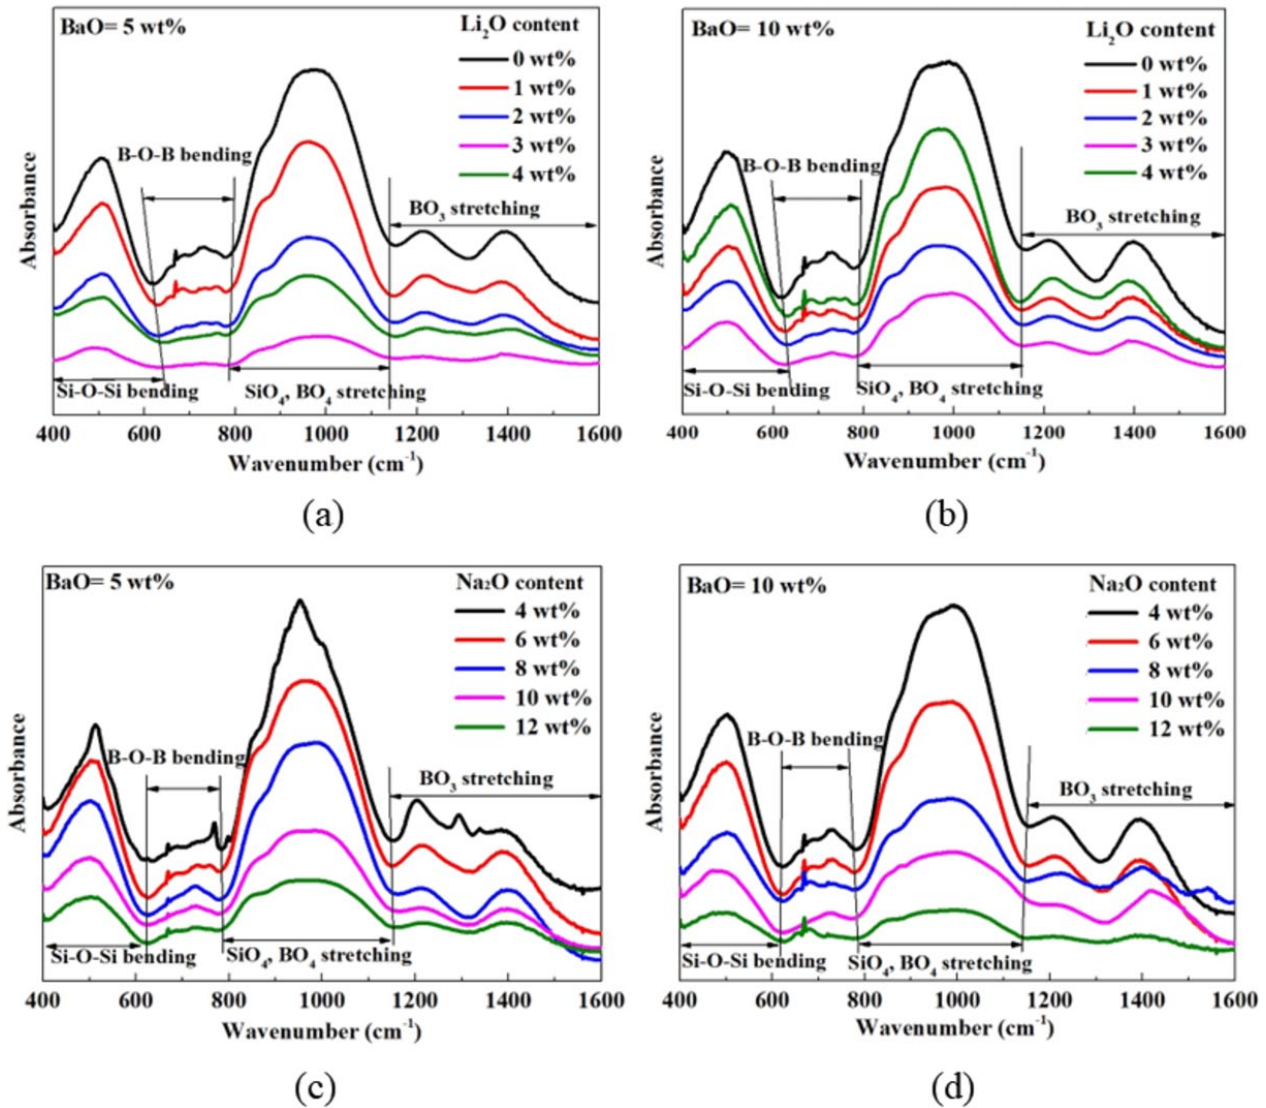 BaO= 5 wt%
Li₂O content
0 wt%
1 wt%
2 wt%
3 wt%
4 wt%
B-O-B bending
BO₃ stretching
Si-O-Si bending
SiO₄, BO₄ stretching
Absorbance
400 600 800 1000 1200 1400 1600
Wavenumber (cm⁻¹)
(a)
BaO= 10 wt%
Li₂O content
0 wt%
1 wt%
2 wt%
3 wt%
4 wt%
B-O-B bending
BO₃ stretching
Si-O-Si bending
SiO₄, BO₄ stretching
Absorbance
400 600 800 1000 1200 1400 1600
Wavenumber (cm⁻¹)
(b)
BaO= 5 wt%
Na₂O content
4 wt%
6 wt%
8 wt%
10 wt%
12 wt%
B-O-B bending
BO₃ stretching
Si-O-Si bending
SiO₄, BO₄ stretching
Absorbance
400 600 800 1000 1200 1400 1600
Wavenumber (cm⁻¹)
(c)
BaO= 10 wt%
Na₂O content
4 wt%
6 wt%
8 wt%
10 wt%
12 wt%
B-O-B bending
BO₃ stretching
Si-O-Si bending
SiO₄, BO₄ stretching
Absorbance
400 600 800 1000 1200 1400 1600
Wavenumber (cm⁻¹)
(d)